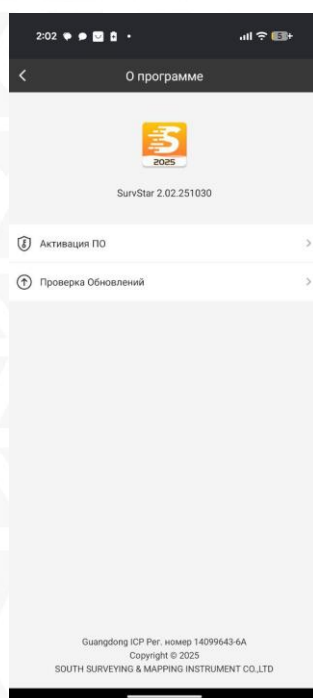 2:02
О программе
S
2025
SurvStar 2.02.251030
Активация ПО
Проверка Обновлений
Guangdong ICP Рег. номер 14099643-6A
Copyright © 2025
SOUTH SURVEYING & MAPPING INSTRUMENT CO.,LTD